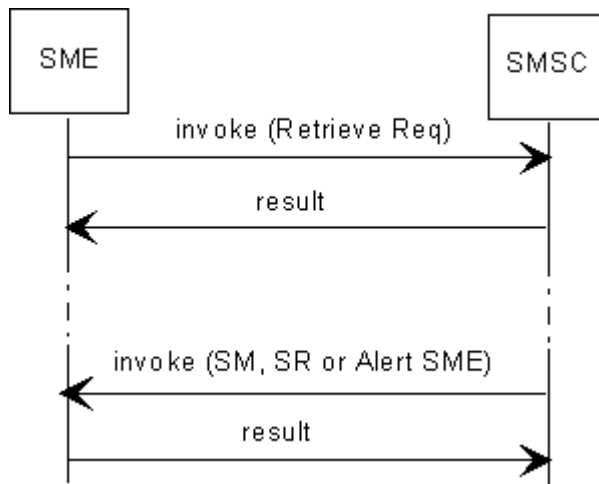 SME
SMSC
invoke (Retrieve Req)
result
invoke (SM, SR or Alert SME)
result